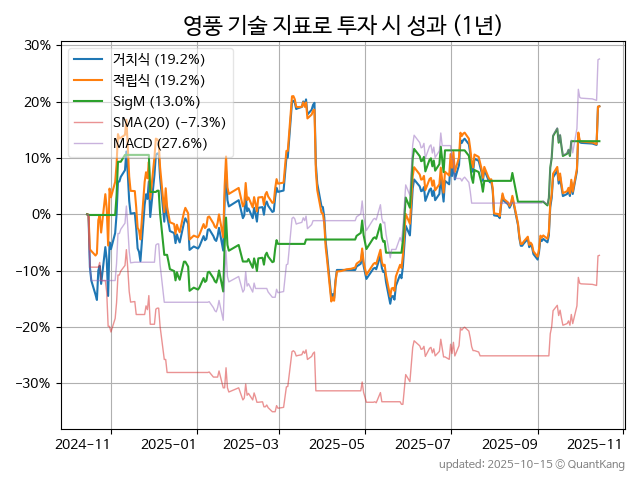 영풍 기술 지표로 투자 시 성과 (1년)
30%
20%
10%
0%
−10%
−20%
−30%
거치식 (19.2%)
적립식 (19.2%)
SigM (13.0%)
SMA(20) (−7.3%)
MACD (27.6%)
2024-11
2025-01
2025-03
2025-05
2025-07
2025-09
2025-11
updated: 2025-10-15 © QuantKang